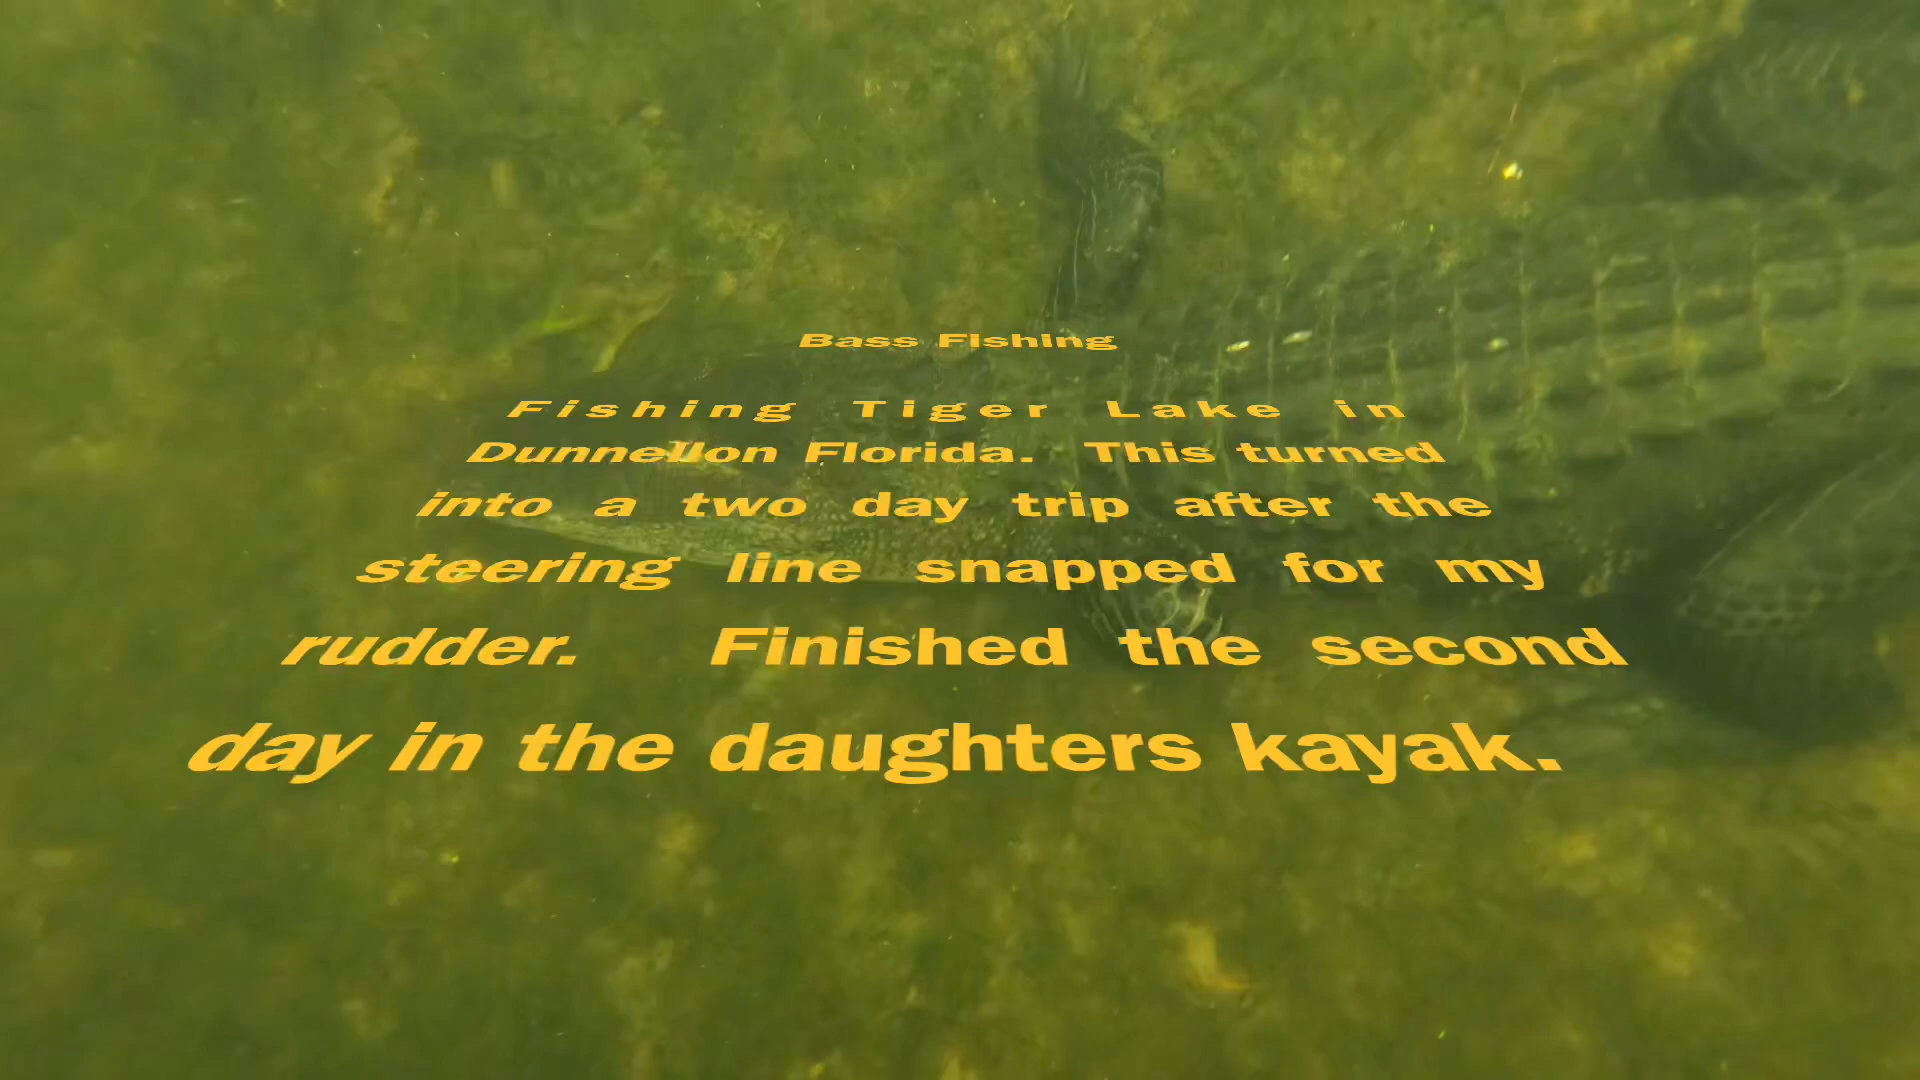 Bass Fishing
Fishing Tiger Lake in
Dunnellon Florida. This turned
into a two day trip after the
steering line snapped for my
rudder. Finished the second
day in the daughters kayak.